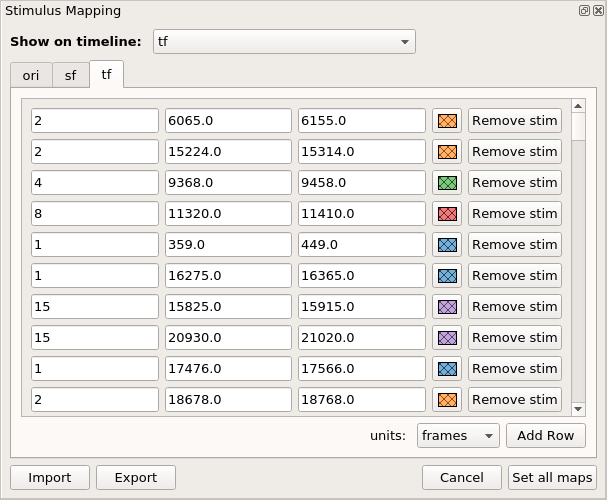 Stimulus Mapping
Show on timeline: tf
ori sf tf
2 6065.0 6155.0 Remove stim
2 15224.0 15314.0 Remove stim
4 9368.0 9458.0 Remove stim
8 11320.0 11410.0 Remove stim
1 359.0 449.0 Remove stim
1 16275.0 16365.0 Remove stim
15 15825.0 15915.0 Remove stim
15 20930.0 21020.0 Remove stim
1 17476.0 17566.0 Remove stim
2 18678.0 18768.0 Remove stim
units: frames Add Row
Import Export Cancel Set all maps